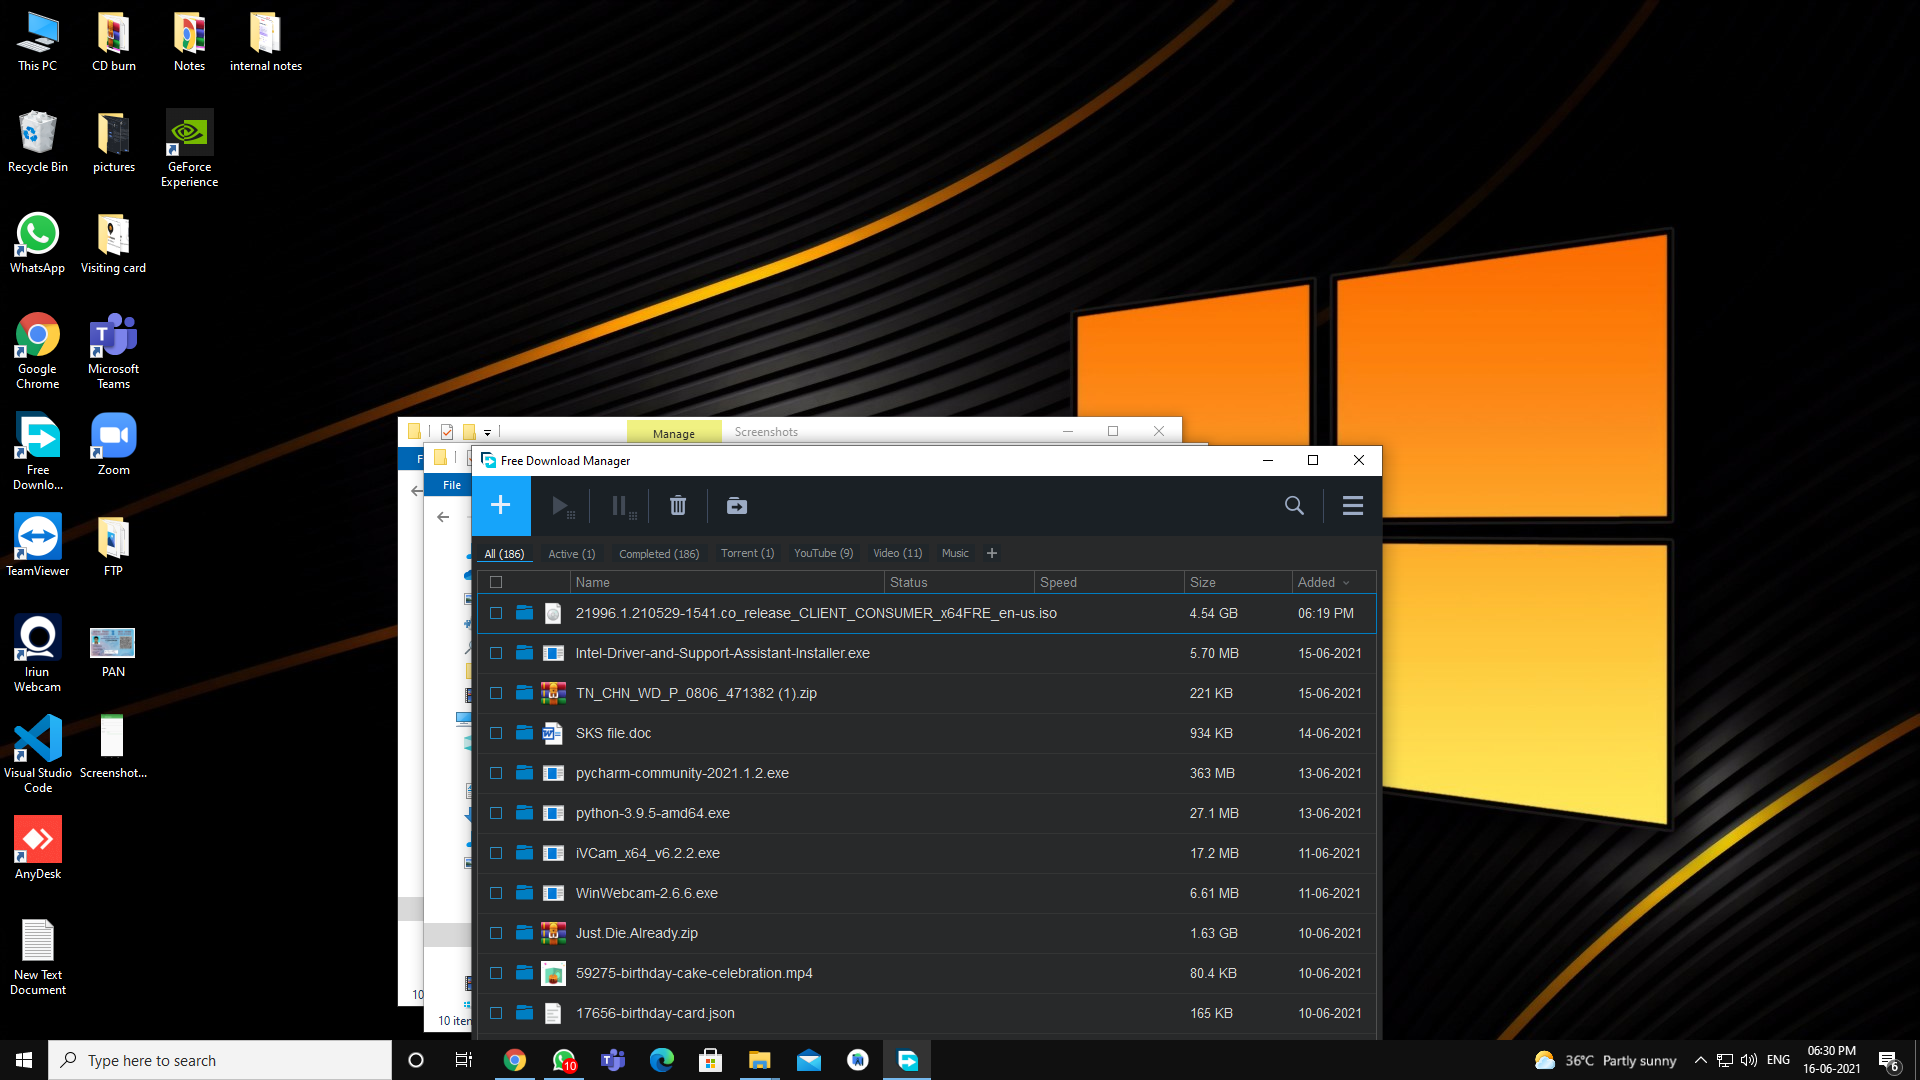 This PC
CD burn
Notes
internal notes
Recycle Bin
pictures
GeForce
Experience
WhatsApp
Visiting card
Google
Chrome
Microsoft
Teams
Free
Downlo...
Zoom
TeamViewer
FTP
Iriun
Webcam
PAN
Visual Studio
Code
Screenshot...
AnyDesk
New Text
Document
Manage
Screenshots
F
File
10
10 iten
Free Download Manager
All (186)
Active (1)
Completed (186)
Torrent (1)
YouTube (9)
Video (11)
Music
+
Name Status Speed Size Added
21996.1.210529-1541.co_release_CLIENT_CONSUMER_x64FRE_en-us.iso 4.54 GB 06:19 PM
Intel-Driver-and-Support-Assistant-Installer.exe 5.70 MB 15-06-2021
TN_CHN_WD_P_0806_471382 (1).zip 221 KB 15-06-2021
SKS file.doc 934 KB 14-06-2021
pycharm-community-2021.1.2.exe 363 MB 13-06-2021
python-3.9.5-amd64.exe 27.1 MB 13-06-2021
iVCam_x64_v6.2.2.exe 17.2 MB 11-06-2021
WinWebcam-2.6.6.exe 6.61 MB 11-06-2021
Just.Die.Already.zip 1.63 GB 10-06-2021
59275-birthday-cake-celebration.mp4 80.4 KB 10-06-2021
17656-birthday-card.json 165 KB 10-06-2021
Type here to search
10
36°C Partly sunny
ENG
06:30 PM
16-06-2021
6